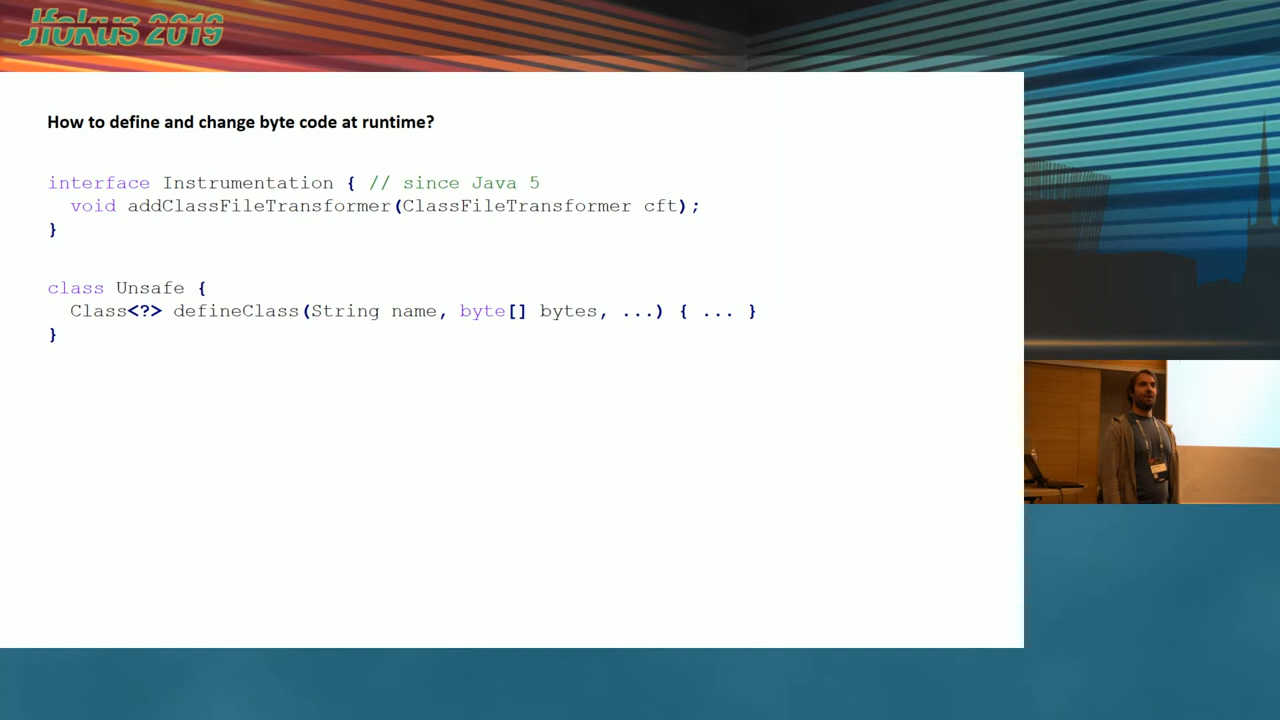 Jfokus 2019
How to define and change byte code at runtime?
interface Instrumentation { // since Java 5
void addClassFileTransformer(ClassFileTransformer cft);
}
class Unsafe {
Class<?> defineClass(String name, byte[] bytes, ...) { ... }
}